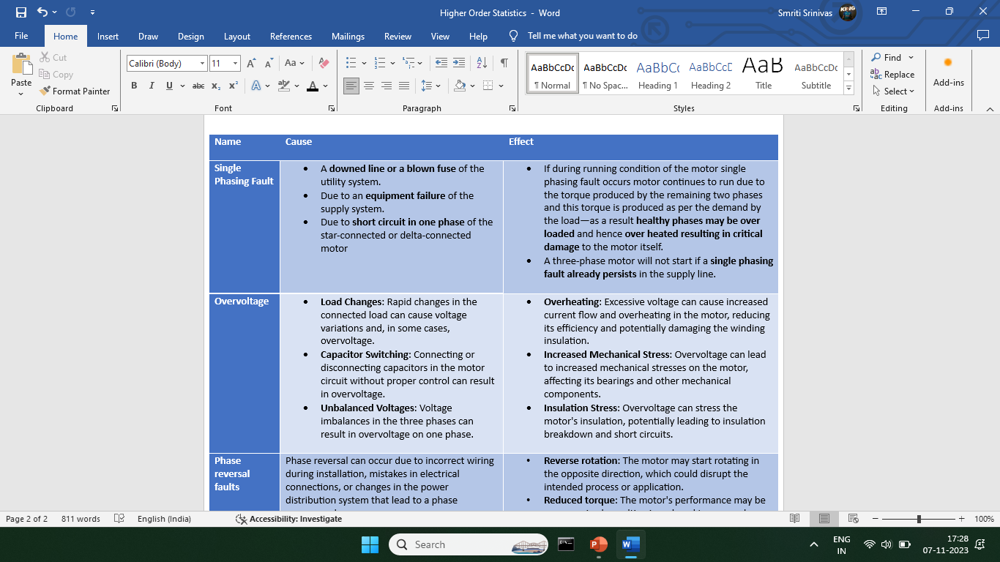 Higher Order Statistics - Word
Smriti Srinivas
File Home Insert Draw Design Layout References Mailings Review View Help Tell me what you want to do
Paste
Cut
Copy
Format Painter
Clipboard
Calibri (Body) 11
Font
Paragraph
AaBbCcDc AaBbCcDc AaBbCc AaBbCcD AaB AaBbCcDc
¶ Normal ¶ No Spac... Heading 1 Heading 2 Title Subtitle
Styles
Find
Replace
Select
Editing
Add-ins
Add-ins
Name Cause Effect
Single
Phasing Fault
• A downed line or a blown fuse of the
utility system.
• Due to an equipment failure of the
supply system.
• Due to short circuit in one phase of the
star-connected or delta-connected
motor
• If during running condition of the motor single
phasing fault occurs motor continues to run due to
the torque produced by the remaining two phases
and this torque is produced as per the demand by
the load—as a result healthy phases may be over
loaded and hence over heated resulting in critical
damage to the motor itself.
• A three-phase motor will not start if a single phasing
fault already persists in the supply line.
Overvoltage
• Load Changes: Rapid changes in the
connected load can cause voltage
variations and, in some cases,
overvoltage.
• Capacitor Switching: Connecting or
disconnecting capacitors in the motor
circuit without proper control can result
in overvoltage.
• Unbalanced Voltages: Voltage
imbalances in the three phases can
result in overvoltage on one phase.
• Overheating: Excessive voltage can cause increased
current flow and overheating in the motor, reducing
its efficiency and potentially damaging the winding
insulation.
• Increased Mechanical Stress: Overvoltage can lead
to increased mechanical stresses on the motor,
affecting its bearings and other mechanical
components.
• Insulation Stress: Overvoltage can stress the
motor's insulation, potentially leading to insulation
breakdown and short circuits.
Phase
reversal
faults
Phase reversal can occur due to incorrect wiring
during installation, mistakes in electrical
connections, or changes in the power
distribution system that lead to a phase
• Reverse rotation: The motor may start rotating in
the opposite direction, which could disrupt the
intended process or application.
• Reduced torque: The motor's performance may be
Page 2 of 2 811 words English (India) Accessibility: Investigate 100%
Search
ENG
IN
17:28
07-11-2023